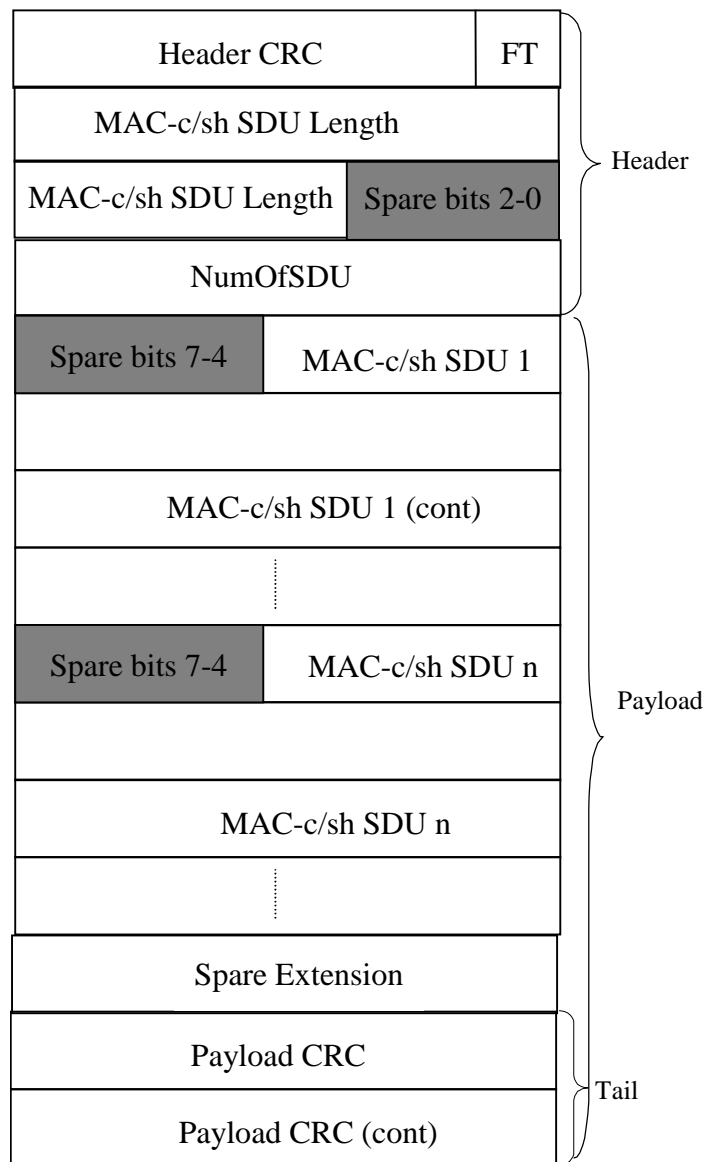 Header CRC FT
MAC-c/sh SDU Length
MAC-c/sh SDU Length Spare bits 2-0
Header
NumOfSDU
Spare bits 7-4 MAC-c/sh SDU 1
MAC-c/sh SDU 1 (cont)
Spare bits 7-4 MAC-c/sh SDU n
Payload
MAC-c/sh SDU n
Spare Extension
Payload CRC
Tail
Payload CRC (cont)